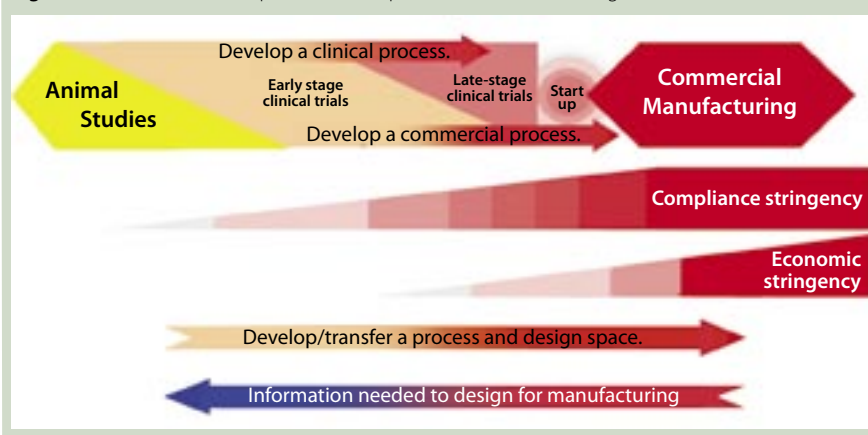 Develop a clinical process.
Animal
Studies
Early stage
clinical trials
Late-stage
clinical trials
Start
up
Commercial
Manufacturing
Develop a commercial process.
Compliance stringency
Economic
stringency
Develop/transfer a process and design space.
Information needed to design for manufacturing